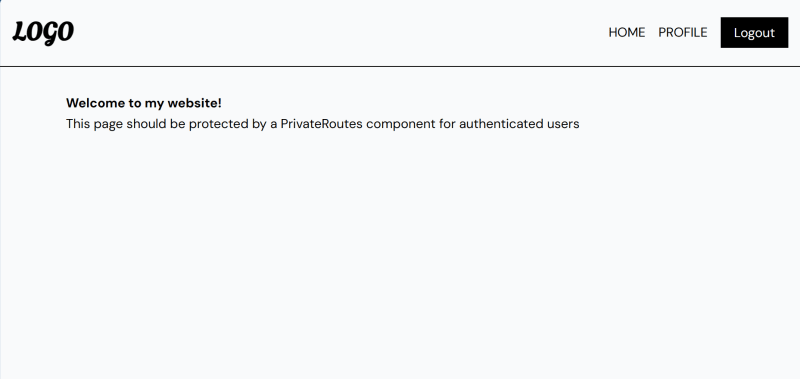 LOGO
HOME PROFILE Logout
Welcome to my website!
This page should be protected by a PrivateRoutes component for authenticated users